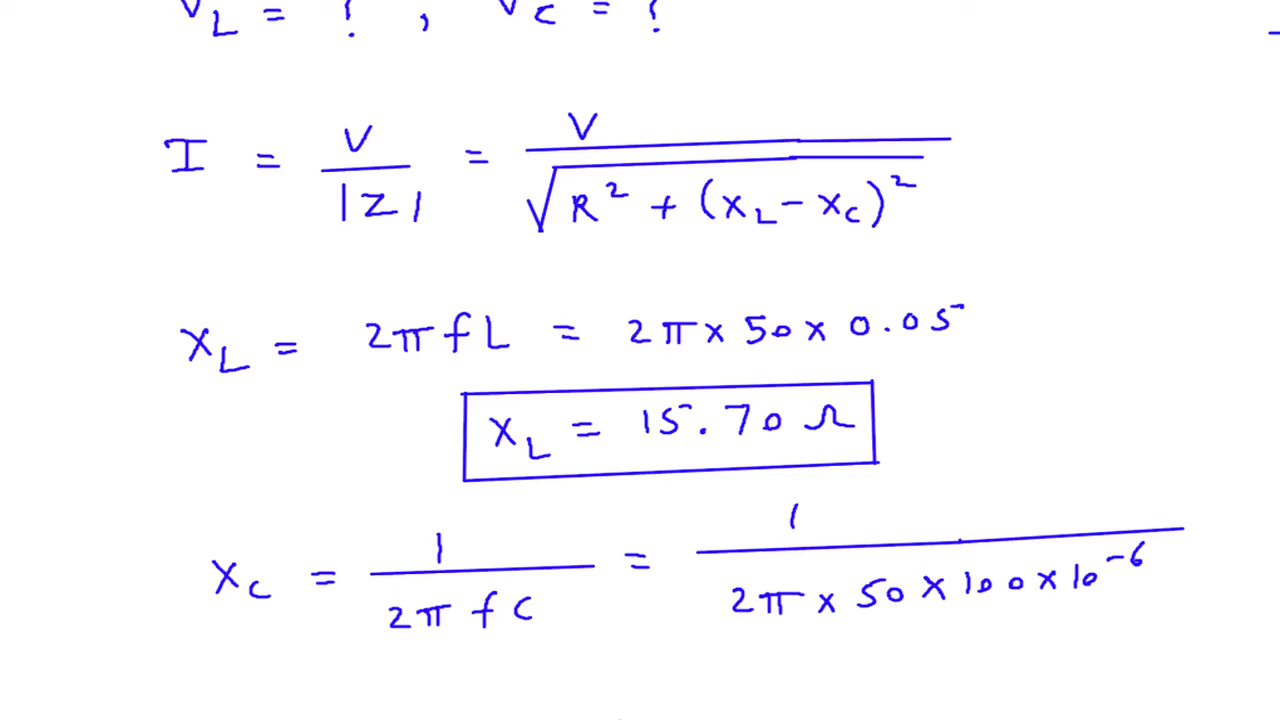 V_L = ? , V_C = ?
I = V / |Z| = V / √(R² + (X_L - X_C)²)
X_L = 2πfL = 2π × 50 × 0.05
X_L = 15.70 Ω
X_C = 1 / 2πfC = 1 / 2π × 50 × 100 × 10⁻⁶